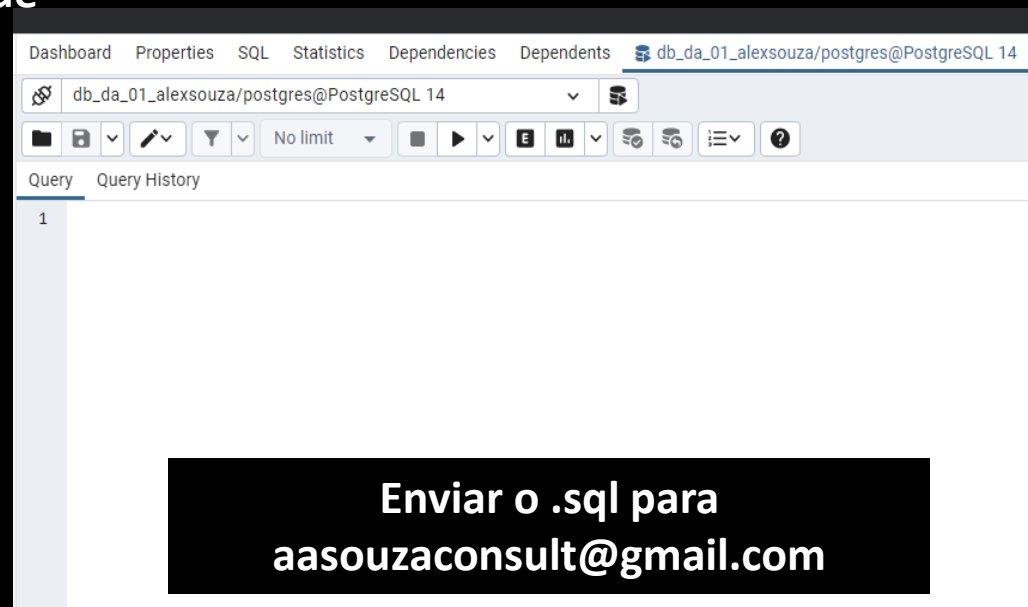 Dashboard Properties SQL Statistics Dependencies Dependents db_da_01_alexsouza/postgres@PostgreSQL 14
db_da_01_alexsouza/postgres@PostgreSQL 14
No limit E
Query Query History
1
Enviar o .sql para
aasouzaconsult@gmail.com